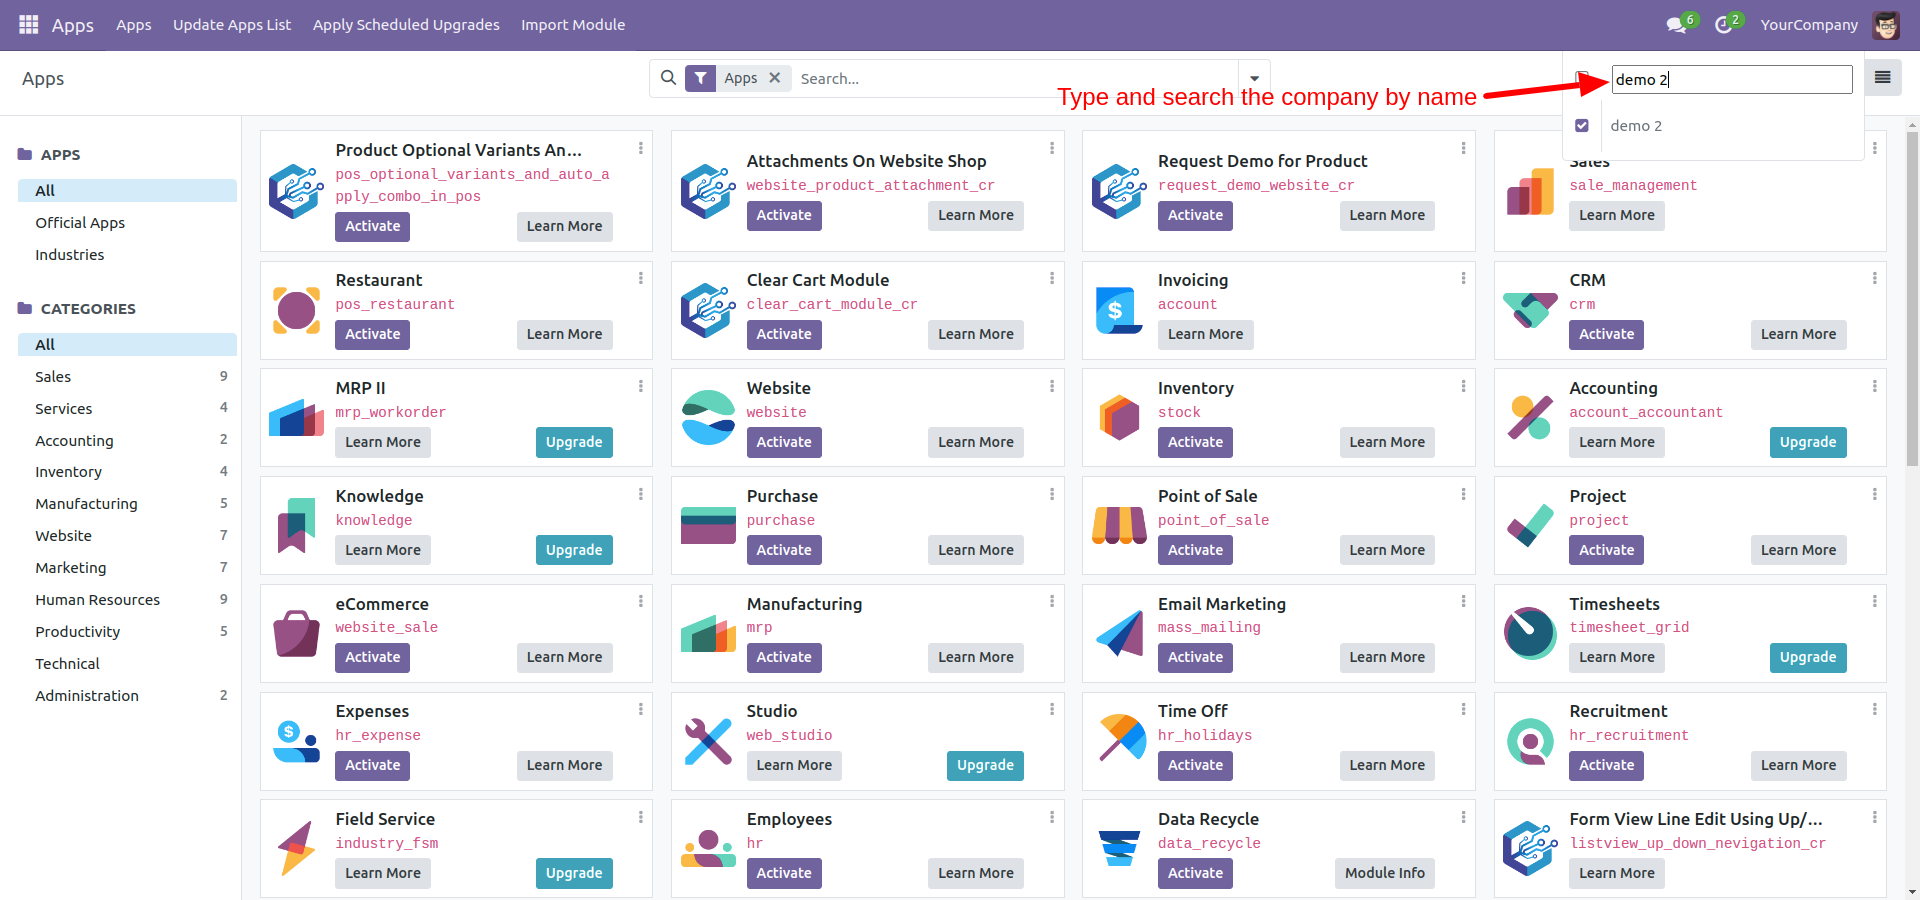 Apps
Apps
Update Apps List
Apply Scheduled Upgrades
Import Module
6
2
YourCompany
Apps
Apps
Search...
demo 2
Type and search the company by name
demo 2
APPS
All
Official Apps
Industries
CATEGORIES
All
Sales 9
Services 4
Accounting 2
Inventory 4
Manufacturing 5
Website 7
Marketing 7
Human Resources 9
Productivity 5
Technical
Administration 2
Product Optional Variants An...
pos_optional_variants_and_auto_a
pply_combo_in_pos
Activate
Learn More
Attachments On Website Shop
website_product_attachment_cr
Activate
Learn More
Request Demo for Product
request_demo_website_cr
Activate
Learn More
Sales
sale_management
Learn More
Restaurant
pos_restaurant
Activate
Learn More
Clear Cart Module
clear_cart_module_cr
Activate
Learn More
Invoicing
account
Learn More
CRM
crm
Activate
Learn More
MRP II
mrp_workorder
Learn More
Upgrade
Website
website
Activate
Learn More
Inventory
stock
Activate
Learn More
Accounting
account_accountant
Learn More
Upgrade
Knowledge
knowledge
Learn More
Upgrade
Purchase
purchase
Activate
Learn More
Point of Sale
point_of_sale
Activate
Learn More
Project
project
Activate
Learn More
eCommerce
website_sale
Activate
Learn More
Manufacturing
mrp
Activate
Learn More
Email Marketing
mass_mailing
Activate
Learn More
Timesheets
timesheet_grid
Learn More
Upgrade
Expenses
hr_expense
Activate
Learn More
Studio
web_studio
Learn More
Upgrade
Time Off
hr_holidays
Activate
Learn More
Recruitment
hr_recruitment
Activate
Learn More
Field Service
industry_fsm
Learn More
Upgrade
Employees
hr
Activate
Learn More
Data Recycle
data_recycle
Activate
Module Info
Form View Line Edit Using Up/...
listview_up_down_nevigation_cr
Learn More